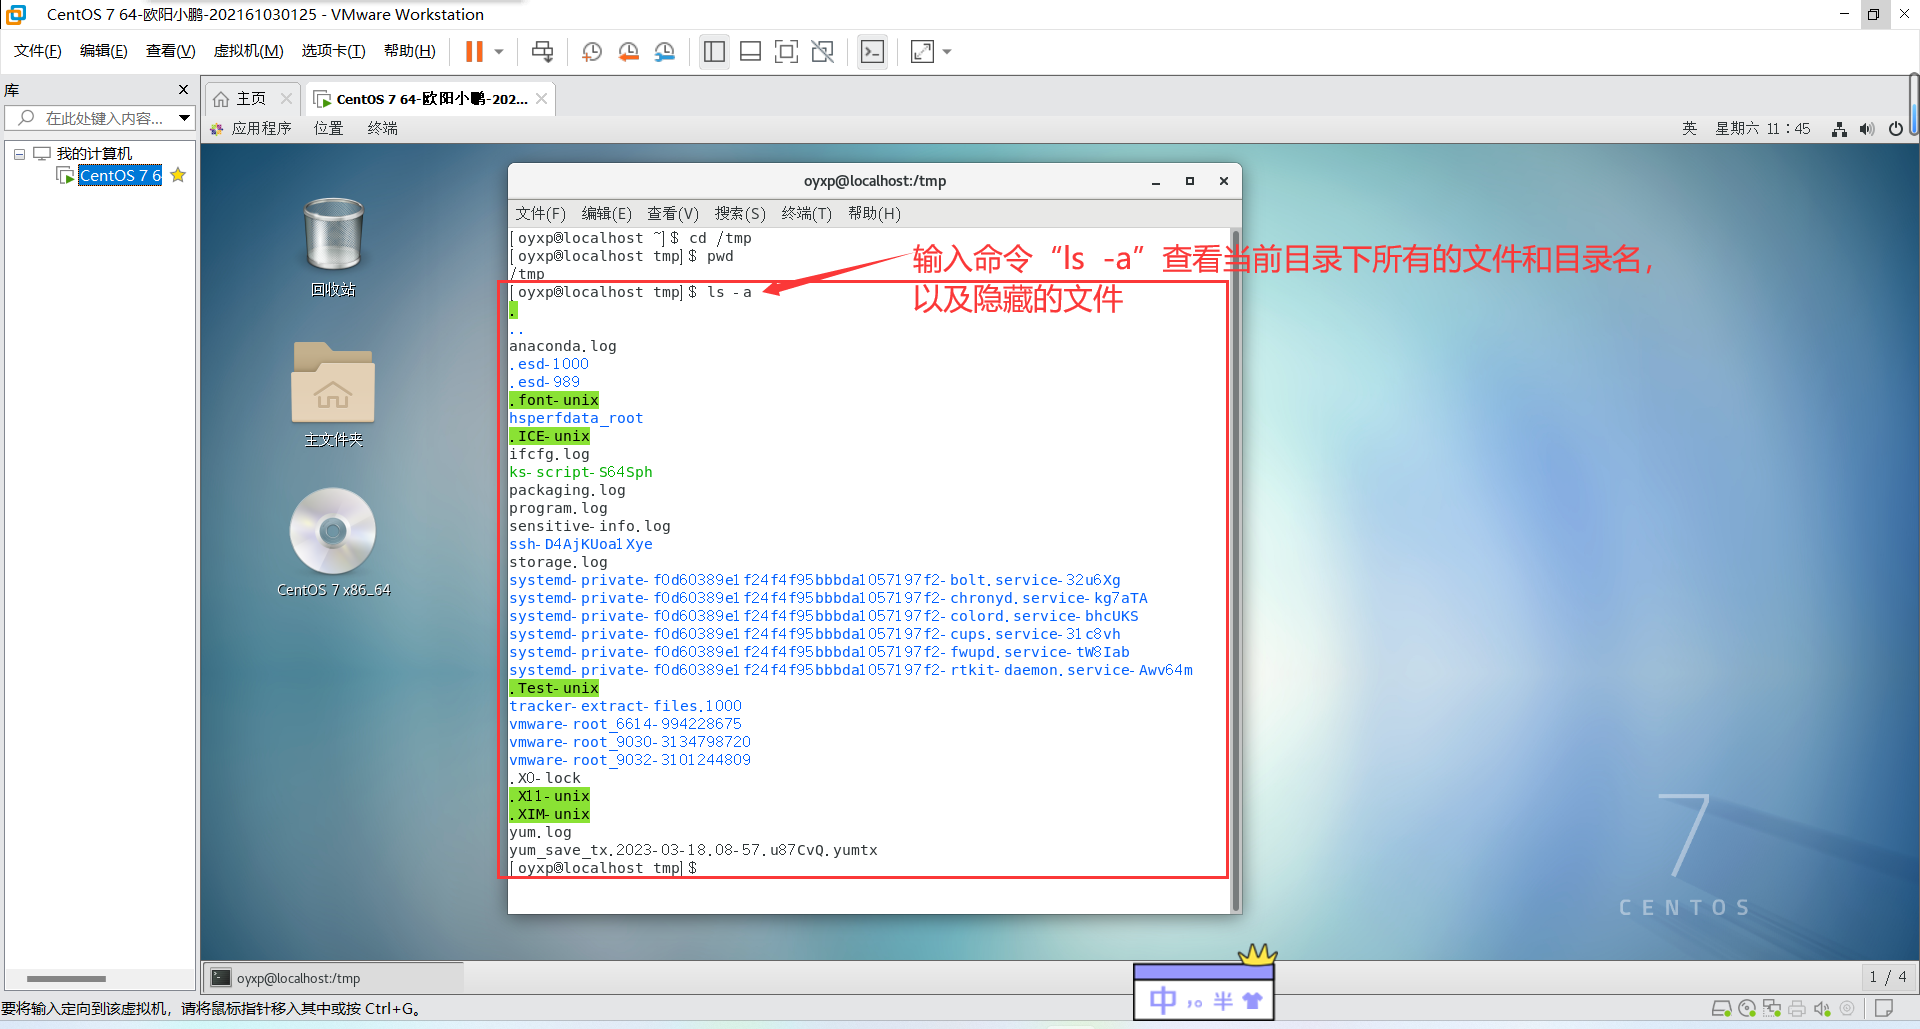 CentOS 7 64-欧阳小鹏-202161030125 - VMware Workstation
文件(F) 编辑(E) 查看(V) 虚拟机(M) 选项卡(T) 帮助(H)
库
在此处键入内容...
我的计算机
CentOS 7 6
主页
CentOS 7 64-欧阳小鹏-202...
应用程序 位置 终端
英 星期六 11：45
回收站
主文件夹
CentOS 7 x86_64
oyxp@localhost:/tmp
文件(F) 编辑(E) 查看(V) 搜索(S) 终端(T) 帮助(H)
[oyxp@localhost ~]$ cd /tmp
[oyxp@localhost tmp]$ pwd
/tmp
[oyxp@localhost tmp]$ ls -a
.
..
anaconda.log
.esd-1000
.esd-989
.font-unix
hsperfdata_root
.ICE-unix
ifcfg.log
ks-script-S64Sph
packaging.log
program.log
sensitive-info.log
ssh-D4AjKUoa1Xye
storage.log
systemd-private-f0d60389e1f24f4f95bbbda1057197f2-bolt.service-32u6Xg
systemd-private-f0d60389e1f24f4f95bbbda1057197f2-chronyd.service-kg7aTA
systemd-private-f0d60389e1f24f4f95bbbda1057197f2-colord.service-bhcUKS
systemd-private-f0d60389e1f24f4f95bbbda1057197f2-cups.service-31c8vh
systemd-private-f0d60389e1f24f4f95bbbda1057197f2-fwupd.service-tW8Iab
systemd-private-f0d60389e1f24f4f95bbbda1057197f2-rtkit-daemon.service-Awv64m
.Test-unix
tracker-extract-files.1000
vmware-root_6614-994228675
vmware-root_9030-3134798720
vmware-root_9032-3101244809
.X0-lock
.X11-unix
.XIM-unix
yum.log
yum_save_tx.2023-03-18.08-57.u87CvQ.yumtx
[oyxp@localhost tmp]$
输入命令“ls -a”查看当前目录下所有的文件和目录名，
以及隐藏的文件
7
CENTOS
oyxp@localhost:/tmp
1 / 4
中 ，。 半
要将输入定向到该虚拟机，请将鼠标指针移入其中或按 Ctrl+G。